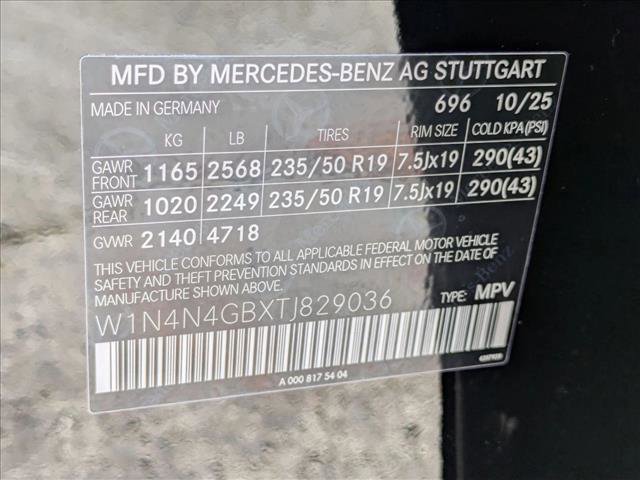 MFD BY MERCEDES-BENZ AG STUTTGART
MADE IN GERMANY 696 10/25
KG LB TIRES RIM SIZE COLD KPA (PSI)
GAWR FRONT 1165 2568 235/50 R19 7.5Jx19 290(43)
GAWR REAR 1020 2249 235/50 R19 7.5Jx19 290(43)
GVWR 2140 4718
THIS VEHICLE CONFORMS TO ALL APPLICABLE FEDERAL MOTOR VEHICLE
SAFETY AND THEFT PREVENTION STANDARDS IN EFFECT ON THE DATE OF
MANUFACTURE SHOWN ABOVE.
W1N4N4GBXTJ829036 TYPE: MPV
A 000 817 54 04